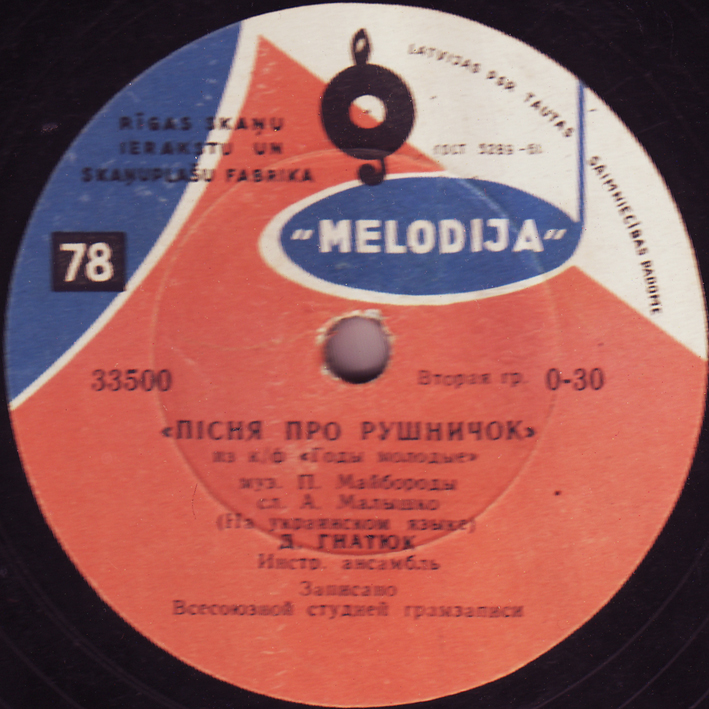 LATVIJAS PSR TAUTAS SAIMNIECĪBAS PADOME
RĪGAS SKAŅU
IERAKSTU UN
SKAŅUPLAŠU FABRIKA
ГОСТ 5289-61
"MELODIJA"
78
33500
Вторая гр. 0-30
«ПІСНЯ ПРО РУШНИЧОК»
из к/ф «Годы молодые»
муз. П. Майбороды
сл. А. Малышко
(На украинском языке)
Д. ГНАТЮК
Инстр. ансамбль
Записано
Всесоюзной студией грамзаписи